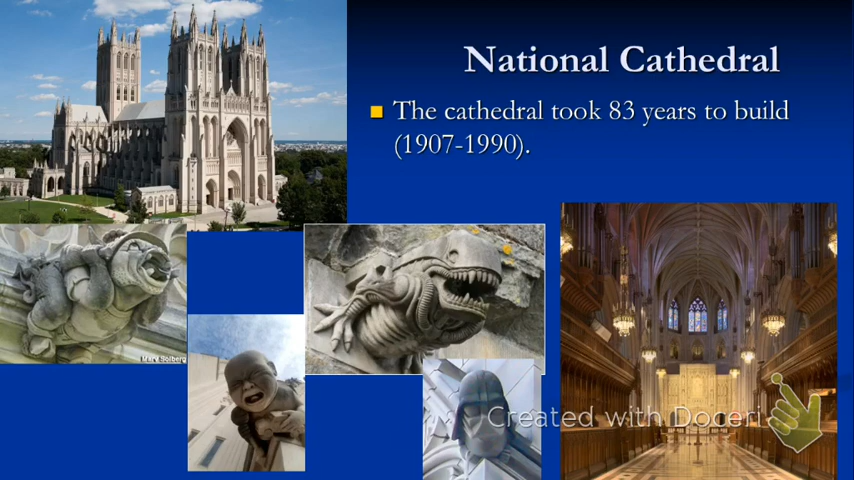 National Cathedral
The cathedral took 83 years to build
(1907-1990).
Mary Solberg
Created with Doceri